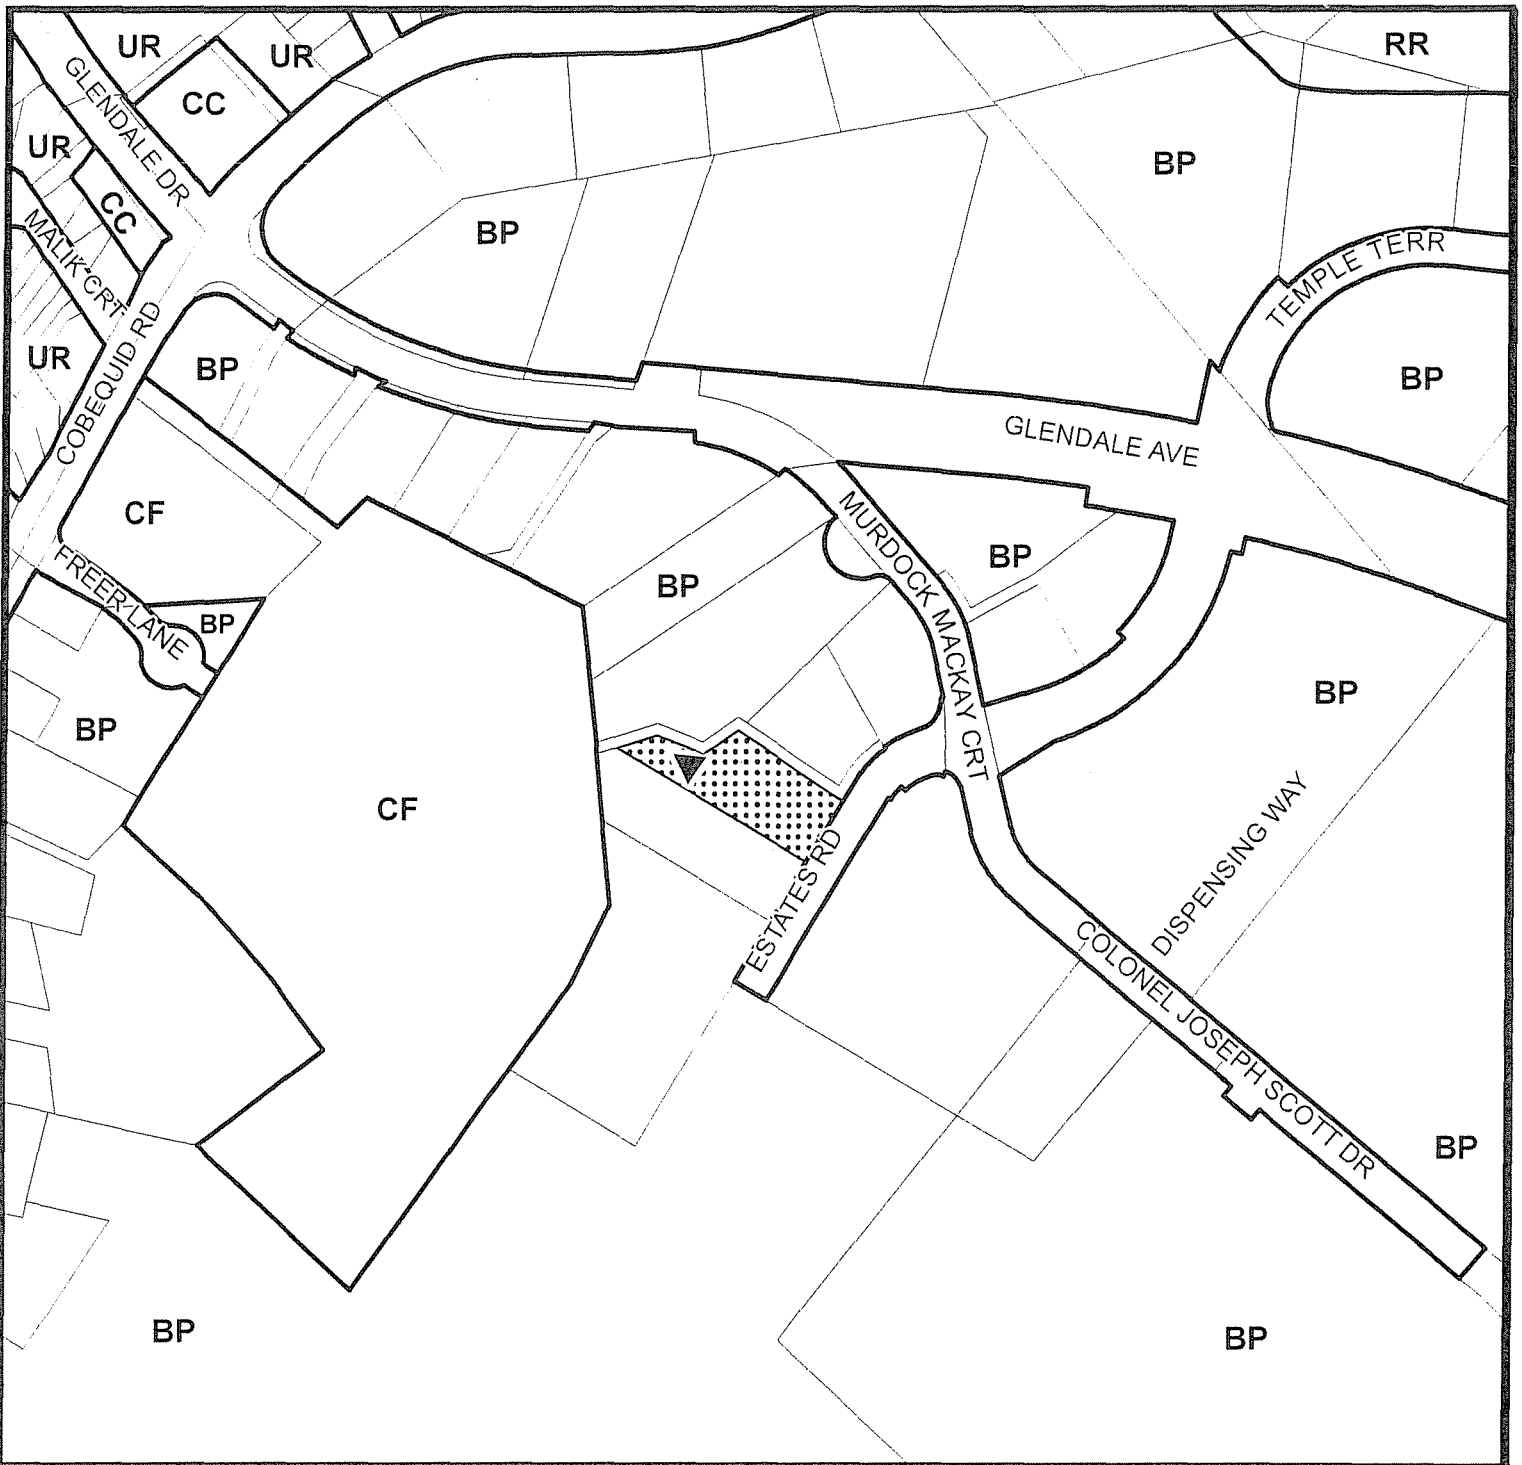 UR
UR
RR
CC
GLENDALE DR
UR
BP
CC
BP
MALIK CRT
TEMPLE TERR
COBEQUID RD
UR
BP
BP
GLENDALE AVE
CF
MURDOCK MACKAY CRT
BP
FREER LANE
BP
BP
BP
BP
CF
DISPENSING WAY
ESTATES RD
COLONEL JOSEPH SCOTT DR
BP
BP
BP